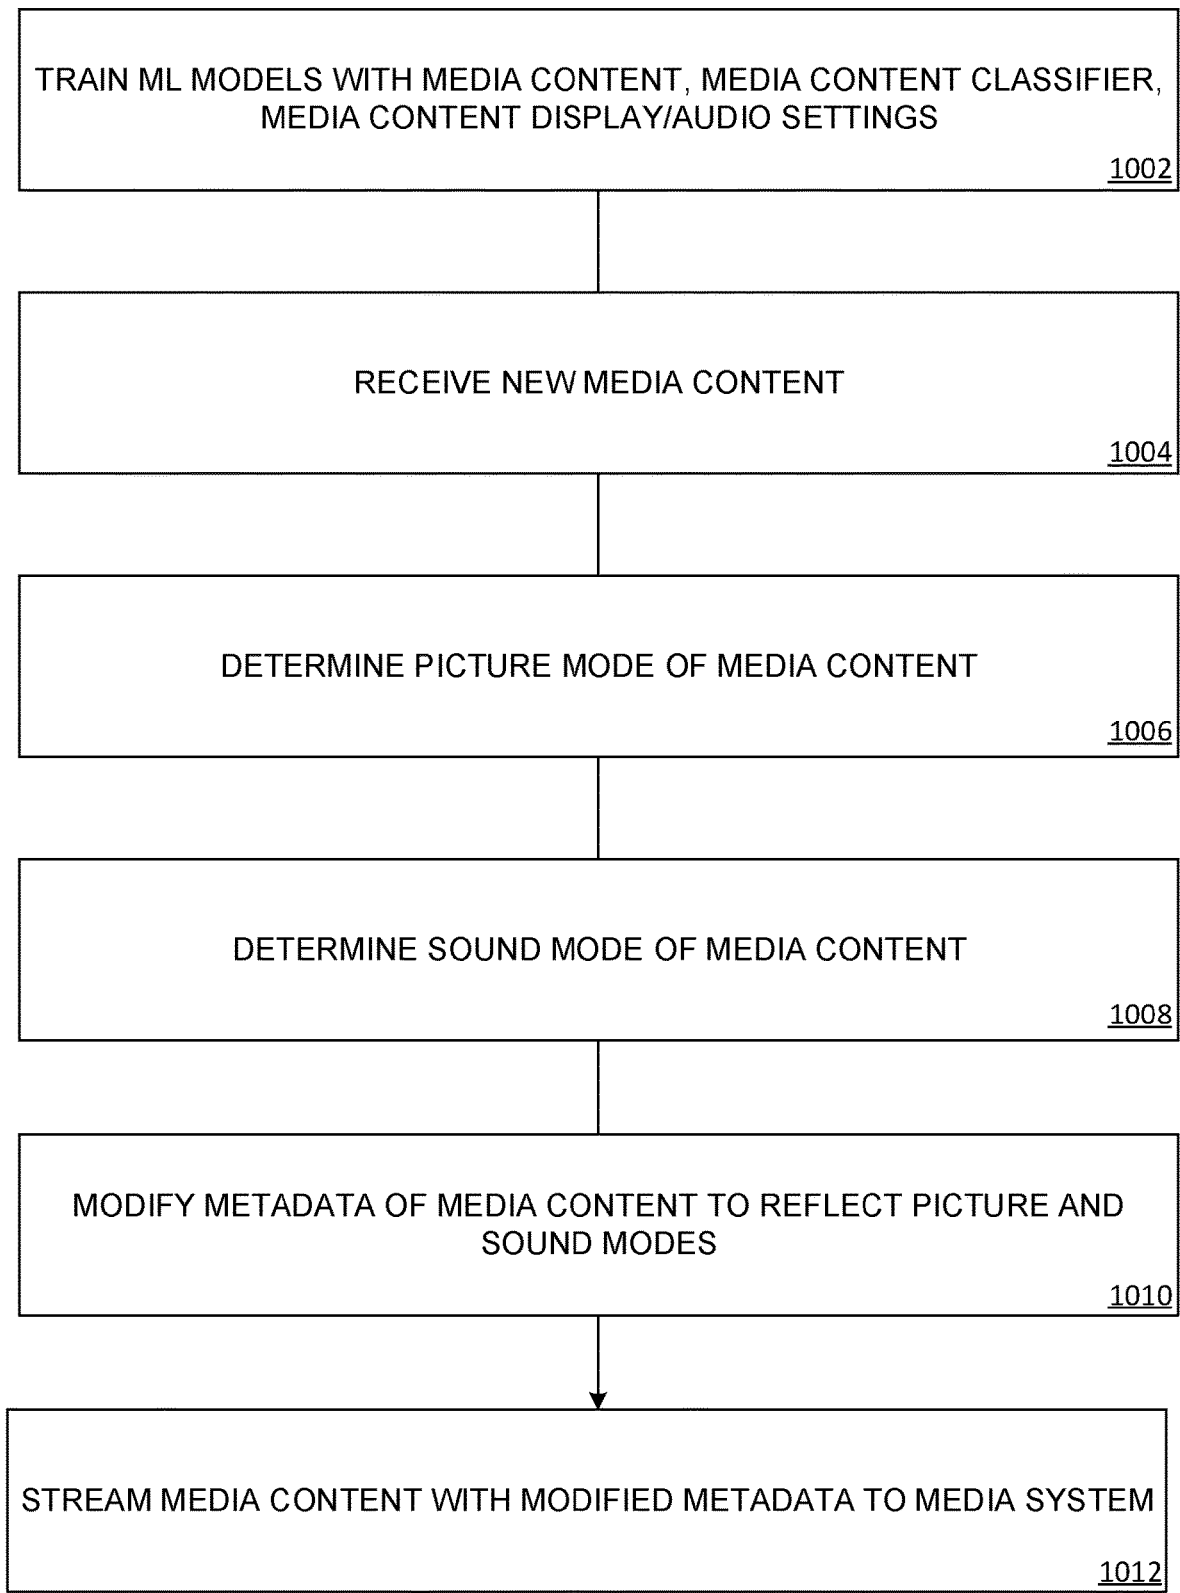 TRAIN ML MODELS WITH MEDIA CONTENT, MEDIA CONTENT CLASSIFIER,
MEDIA CONTENT DISPLAY/AUDIO SETTINGS
1002
RECEIVE NEW MEDIA CONTENT
1004
DETERMINE PICTURE MODE OF MEDIA CONTENT
1006
DETERMINE SOUND MODE OF MEDIA CONTENT
1008
MODIFY METADATA OF MEDIA CONTENT TO REFLECT PICTURE AND
SOUND MODES
1010
STREAM MEDIA CONTENT WITH MODIFIED METADATA TO MEDIA SYSTEM
1012